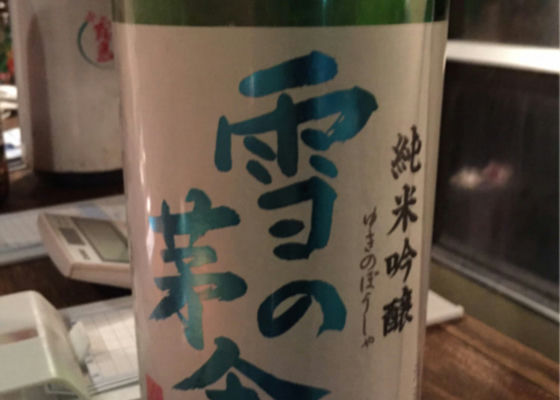 純米吟醸
ゆきのぼうしゃ
雪の
茅舎